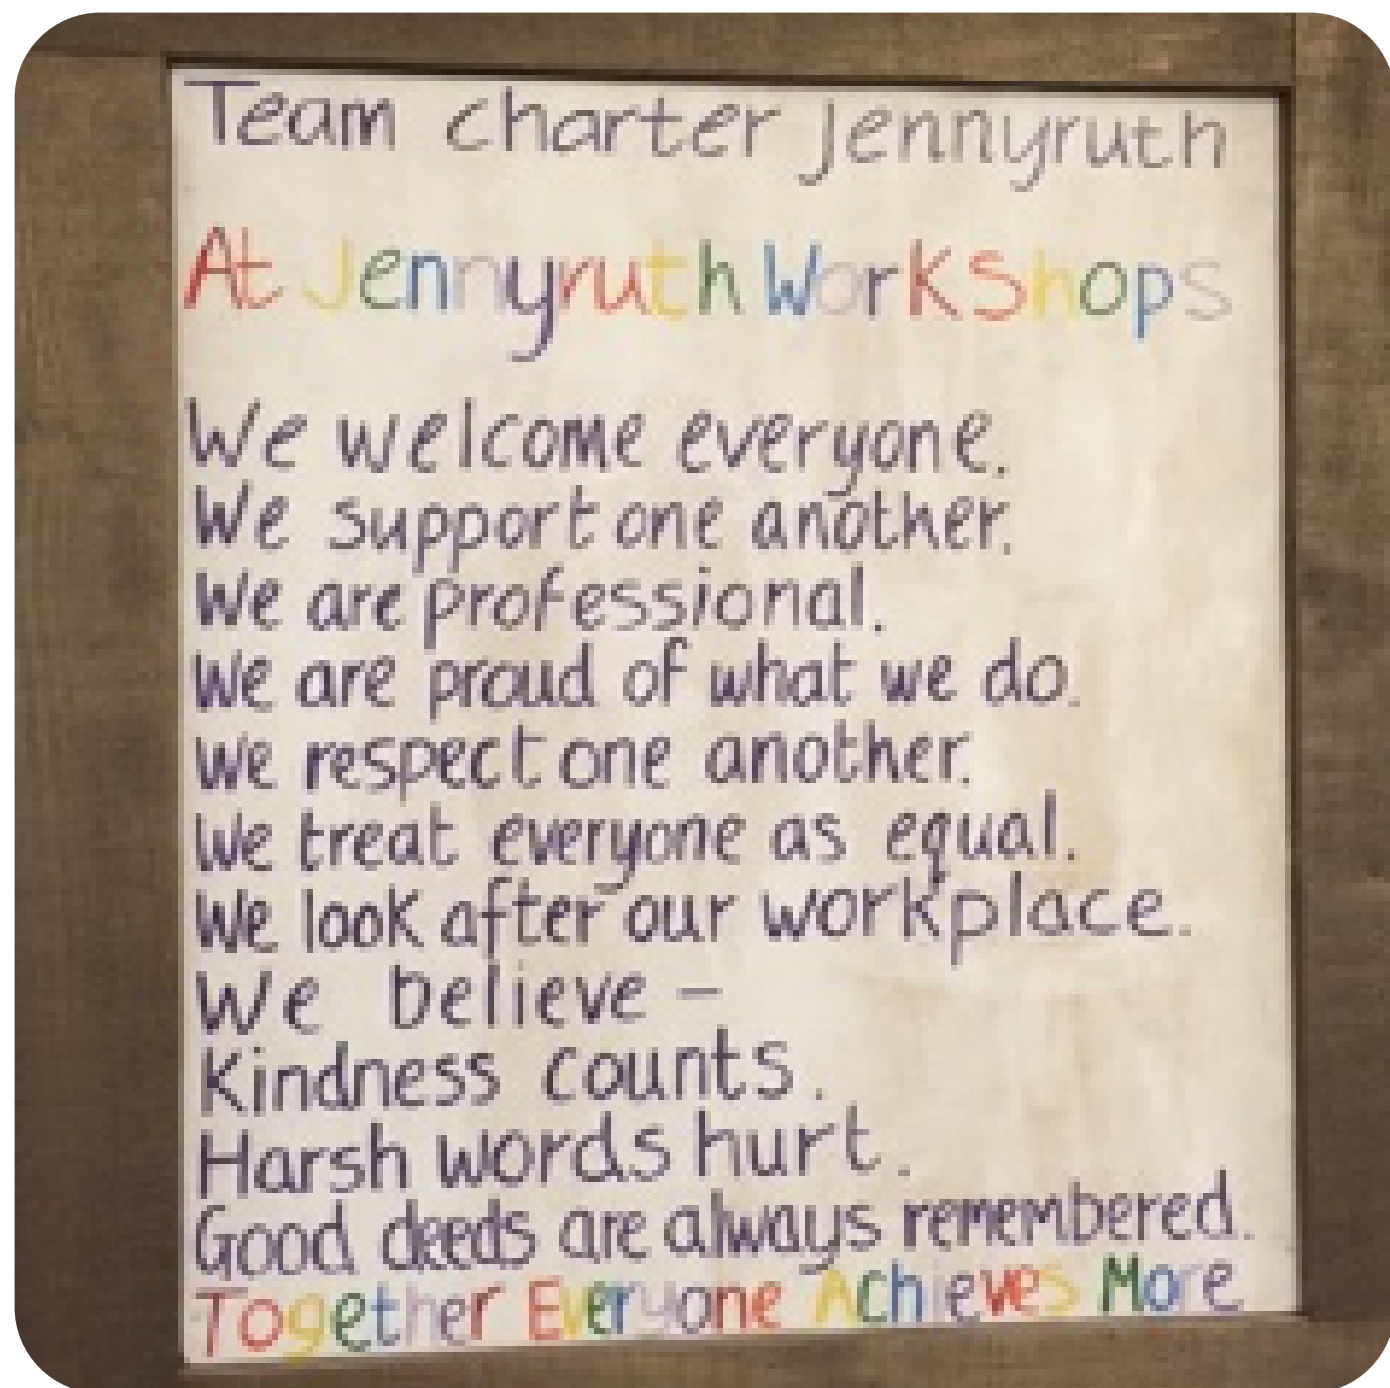 Team charter Jennyruth
At Jennyruth WorKShops
We welcome everyone.
We support one another.
We are professional.
We are proud of what we do.
We respect one another.
We treat everyone as equal.
We look after our workplace.
We believe –
Kindness counts.
Harsh words hurt.
Good deeds are always remembered.
Together Everyone Achieves More